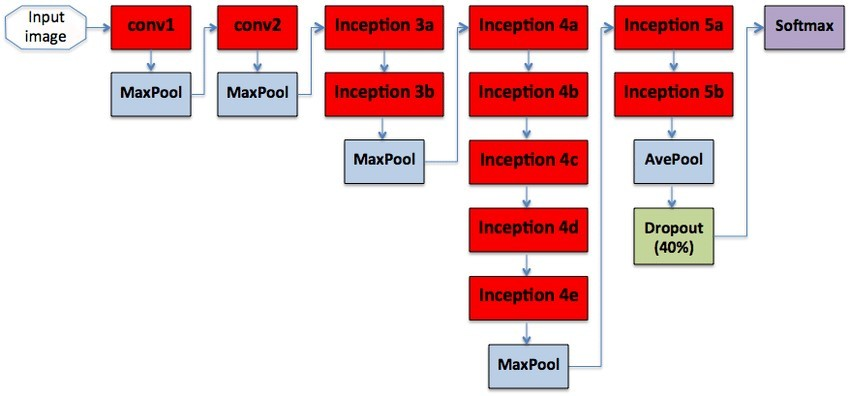 Input
image
conv1
MaxPool
conv2
MaxPool
Inception 3a
Inception 3b
MaxPool
Inception 4a
Inception 4b
Inception 4c
Inception 4d
Inception 4e
MaxPool
Inception 5a
Inception 5b
AvePool
Dropout
(40%)
Softmax